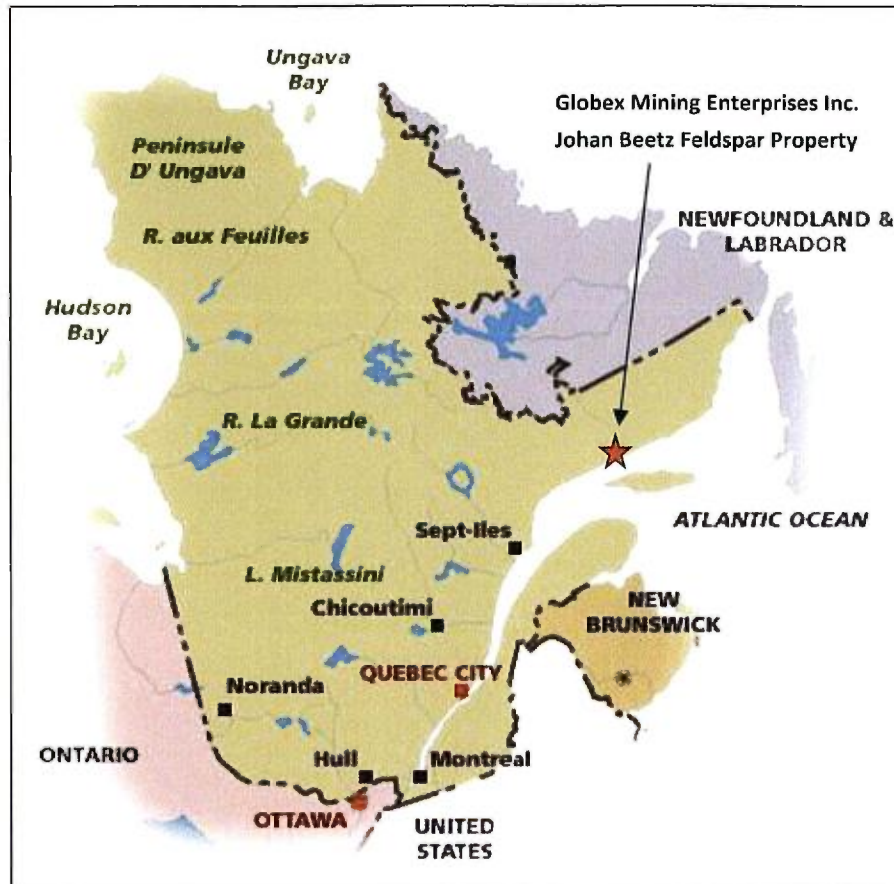 Ungava
Bay
Globex Mining Enterprises Inc.
Johan Beetz Feldspar Property
Peninsule
D' Ungava
NEWFOUNDLAND &
LABRADOR
R. aux Feuilles
Hudson
Bay
R. La Grande
ATLANTIC OCEAN
Sept-Iles
L. Mistassini
Chicoutimi
NEW
BRUNSWICK
QUEBEC CITY
Noranda
ONTARIO
Hull
Montreal
OTTAWA
UNITED
STATES